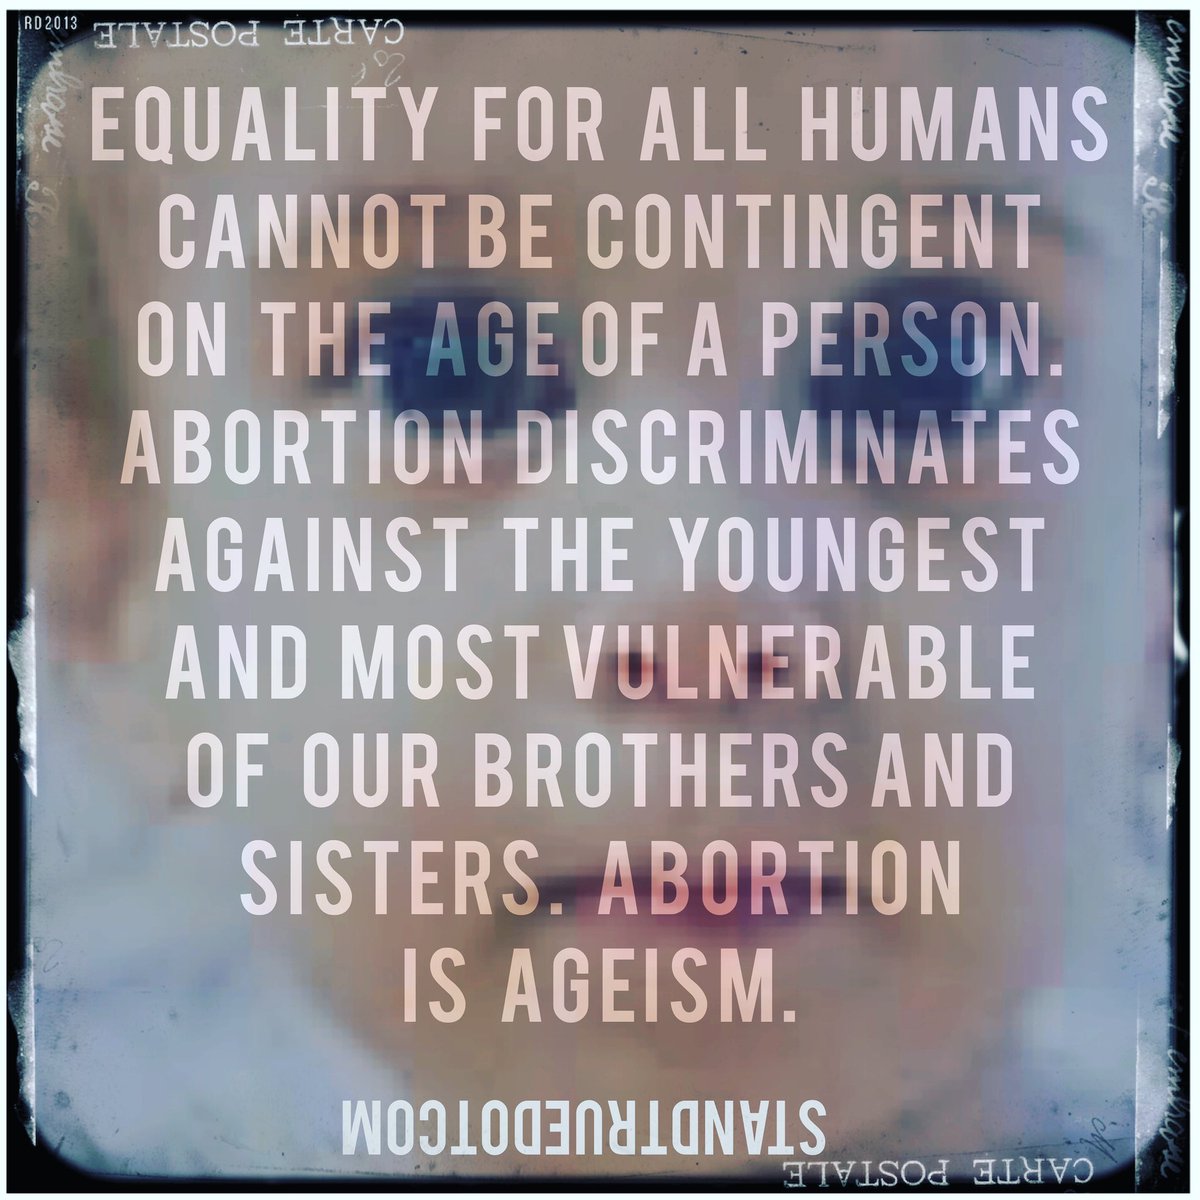 RD2013
CARTE POSTALE
EQUALITY FOR ALL HUMANS
CANNOT BE CONTINGENT
ON THE AGE OF A PERSON.
ABORTION DISCRIMINATES
AGAINST THE YOUNGEST
AND MOST VULNERABLE
OF OUR BROTHERS AND
SISTERS. ABORTION
IS AGEISM.
STANDTRUEDOTCOM
CARTE POSTALE